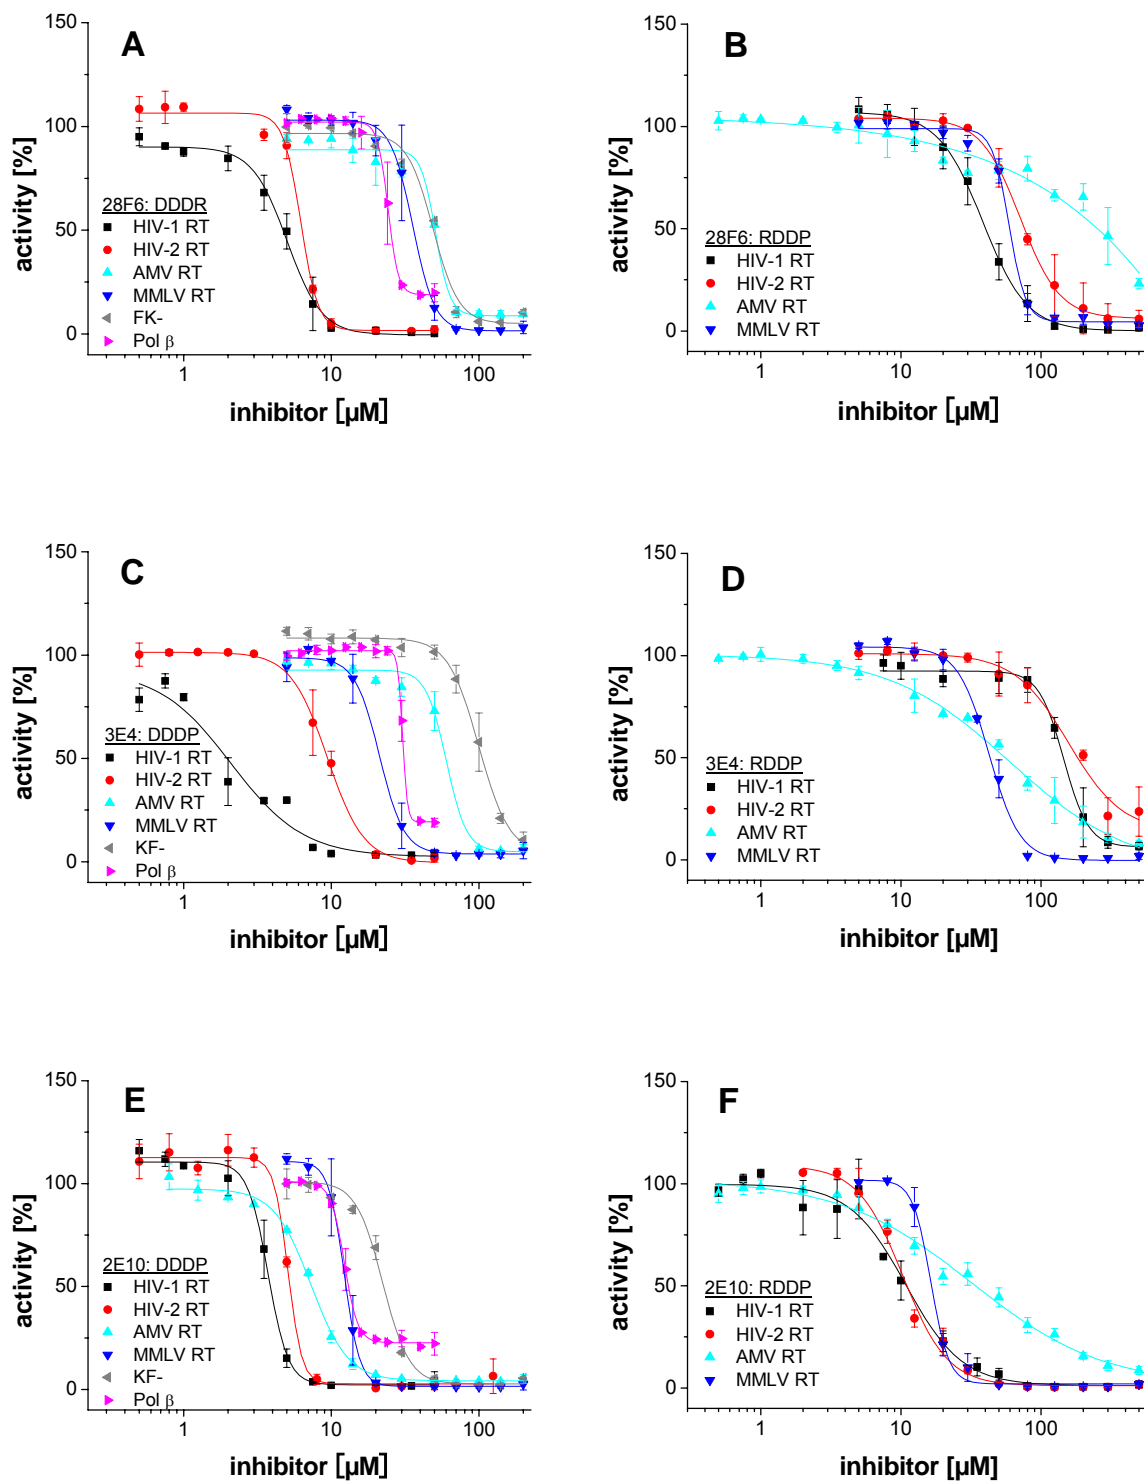 A
150
100
50
0
activity [%]
28F6: DDDR
HIV-1 RT
HIV-2 RT
AMV RT
MMLV RT
FK-
Pol β
1 10 100
inhibitor [µM]
B
150
100
50
0
activity [%]
28F6: RDDP
HIV-1 RT
HIV-2 RT
AMV RT
MMLV RT
1 10 100
inhibitor [µM]
C
150
100
50
0
activity [%]
3E4: DDDP
HIV-1 RT
HIV-2 RT
AMV RT
MMLV RT
KF-
Pol β
1 10 100
inhibitor [µM]
D
150
100
50
0
activity [%]
3E4: RDDP
HIV-1 RT
HIV-2 RT
AMV RT
MMLV RT
1 10 100
inhibitor [µM]
E
150
100
50
0
activity [%]
2E10: DDDP
HIV-1 RT
HIV-2 RT
AMV RT
MMLV RT
KF-
Pol β
1 10 100
inhibitor [µM]
F
150
100
50
0
activity [%]
2E10: RDDP
HIV-1 RT
HIV-2 RT
AMV RT
MMLV RT
1 10 100
inhibitor [µM]